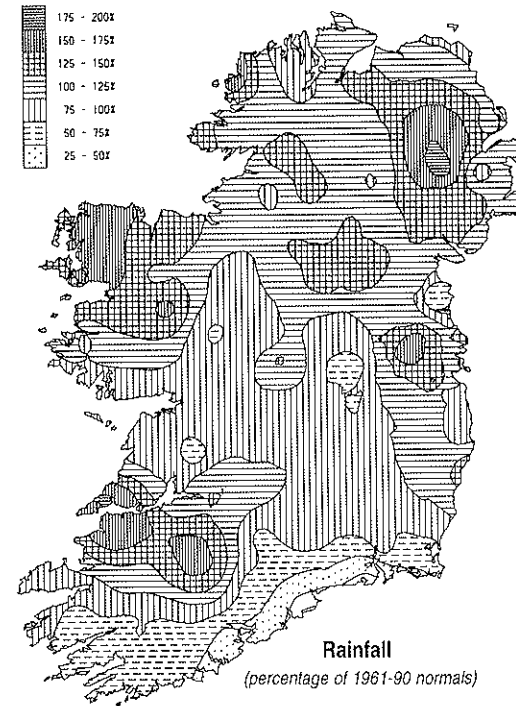 175 - 200%
150 - 175%
125 - 150%
100 - 125%
75 - 100%
50 - 75%
25 - 50%
Rainfall
(percentage of 1961-90 normals)